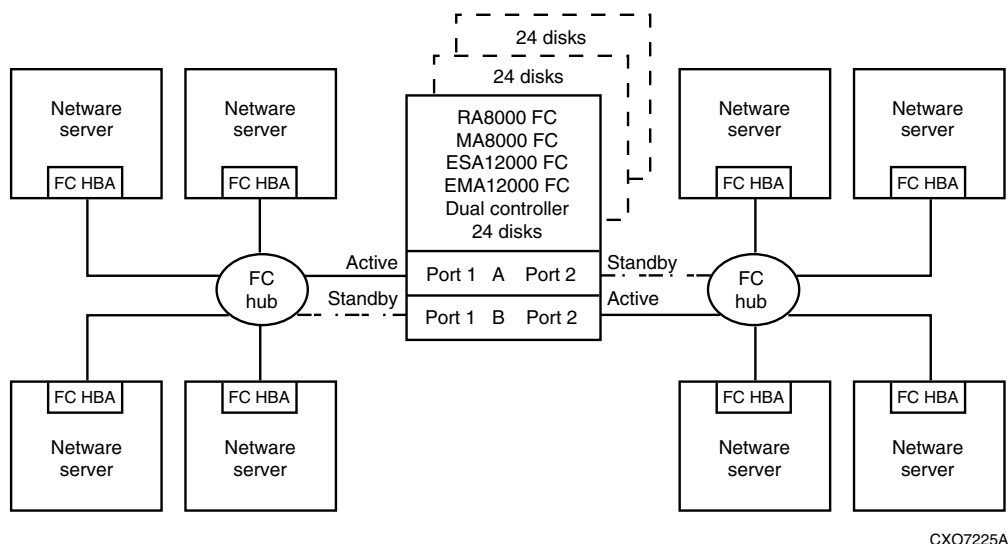 24 disks
24 disks
Netware
server
FC HBA
Netware
server
FC HBA
RA8000 FC
MA8000 FC
ESA12000 FC
EMA12000 FC
Dual controller
24 disks
Netware
server
FC HBA
Netware
server
FC HBA
FC
hub
Active
Standby
Port 1 A Port 2
Port 1 B Port 2
Standby
Active
FC
hub
FC HBA
Netware
server
FC HBA
Netware
server
FC HBA
Netware
server
FC HBA
Netware
server
CXO7225A